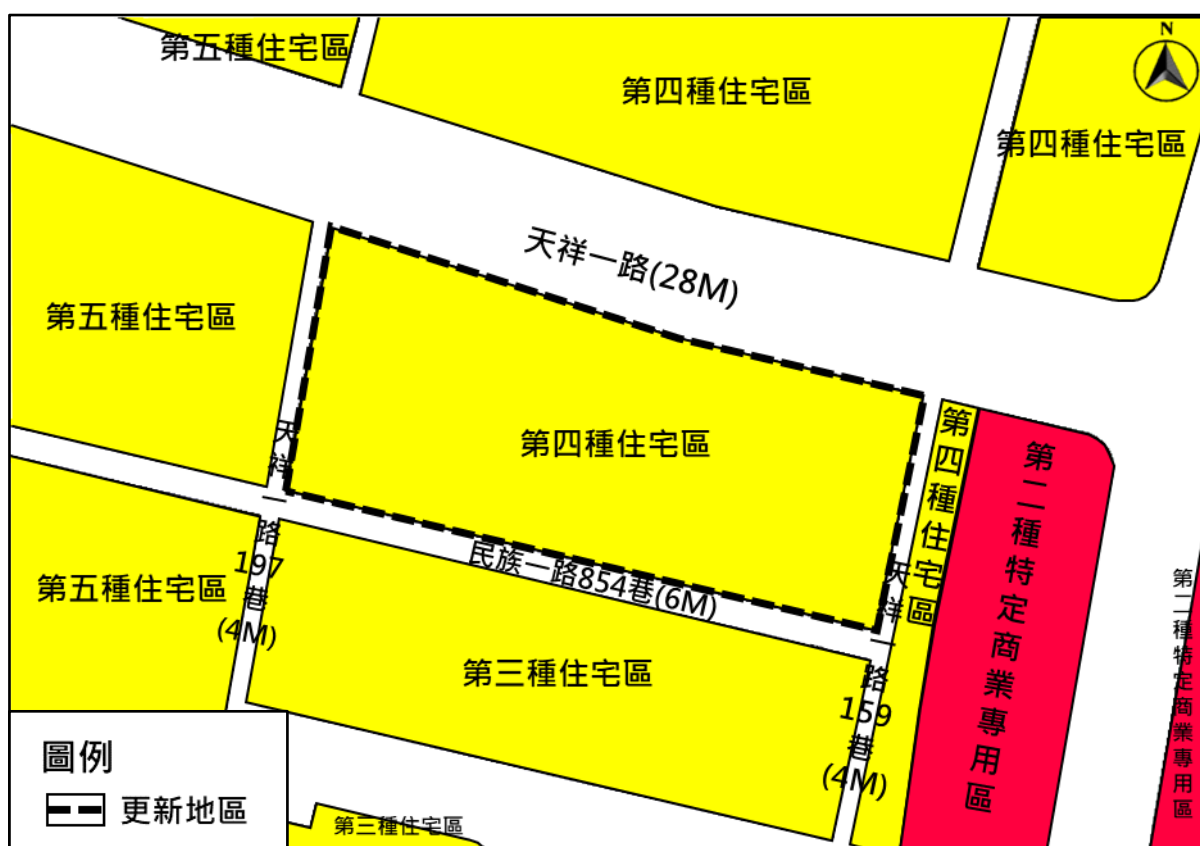 N
第五種住宅區
第四種住宅區
第四種住宅區
天祥一路(28M)
第五種住宅區
第四種住宅區
第四種住宅區
第二種特定商業專用區
天祥一路197巷(4M)
民族一路854巷(6M)
天祥一路159巷(4M)
第五種住宅區
第三種住宅區
第二種特定商業專用區
圖例
更新地區
第三種住宅區